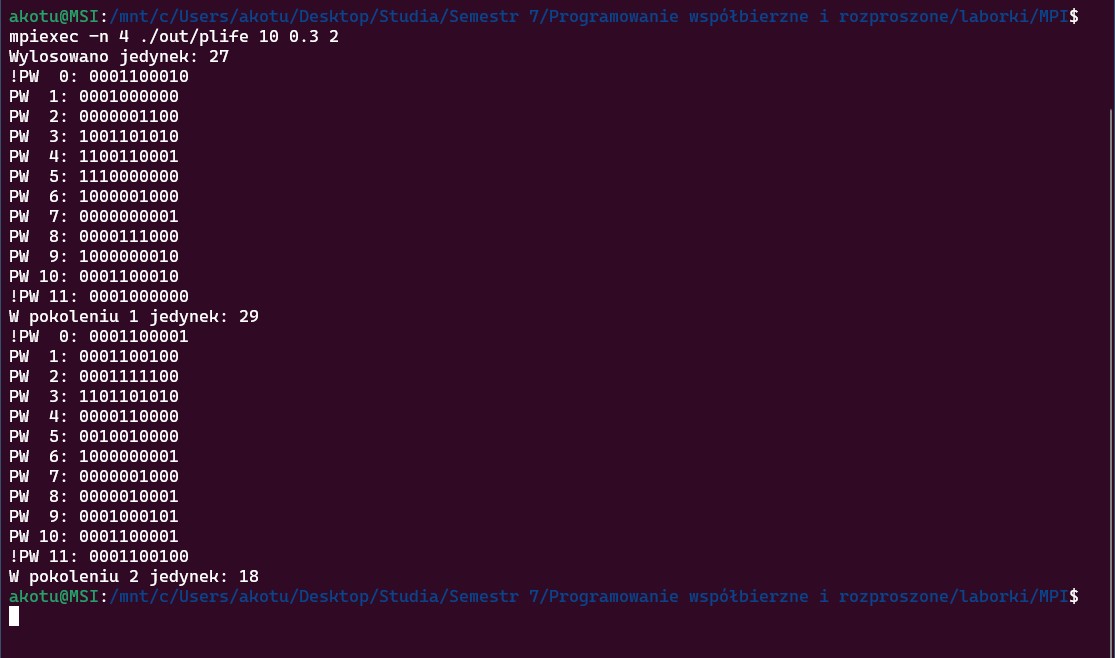 akotu@MSI:/mnt/c/Users/akotu/Desktop/Studia/Semestr 7/Programowanie współbierzne i rozproszone/laborki/MPI$
mpiexec -n 4 ./out/plife 10 0.3 2
Wylosowano jedynek: 27
!PW  0: 0001100010
PW  1: 0001000000
PW  2: 0000001100
PW  3: 1001101010
PW  4: 1100110001
PW  5: 1110000000
PW  6: 1000001000
PW  7: 0000000001
PW  8: 0000111000
PW  9: 1000000010
PW 10: 0001100010
!PW 11: 0001000000
W pokoleniu 1 jedynek: 29
!PW  0: 0001100001
PW  1: 0001100100
PW  2: 0001111100
PW  3: 1101101010
PW  4: 0000110000
PW  5: 0010010000
PW  6: 1000000001
PW  7: 0000001000
PW  8: 0000010001
PW  9: 0001000101
PW 10: 0001100001
!PW 11: 0001100100
W pokoleniu 2 jedynek: 18
akotu@MSI:/mnt/c/Users/akotu/Desktop/Studia/Semestr 7/Programowanie współbierzne i rozproszone/laborki/MPI$